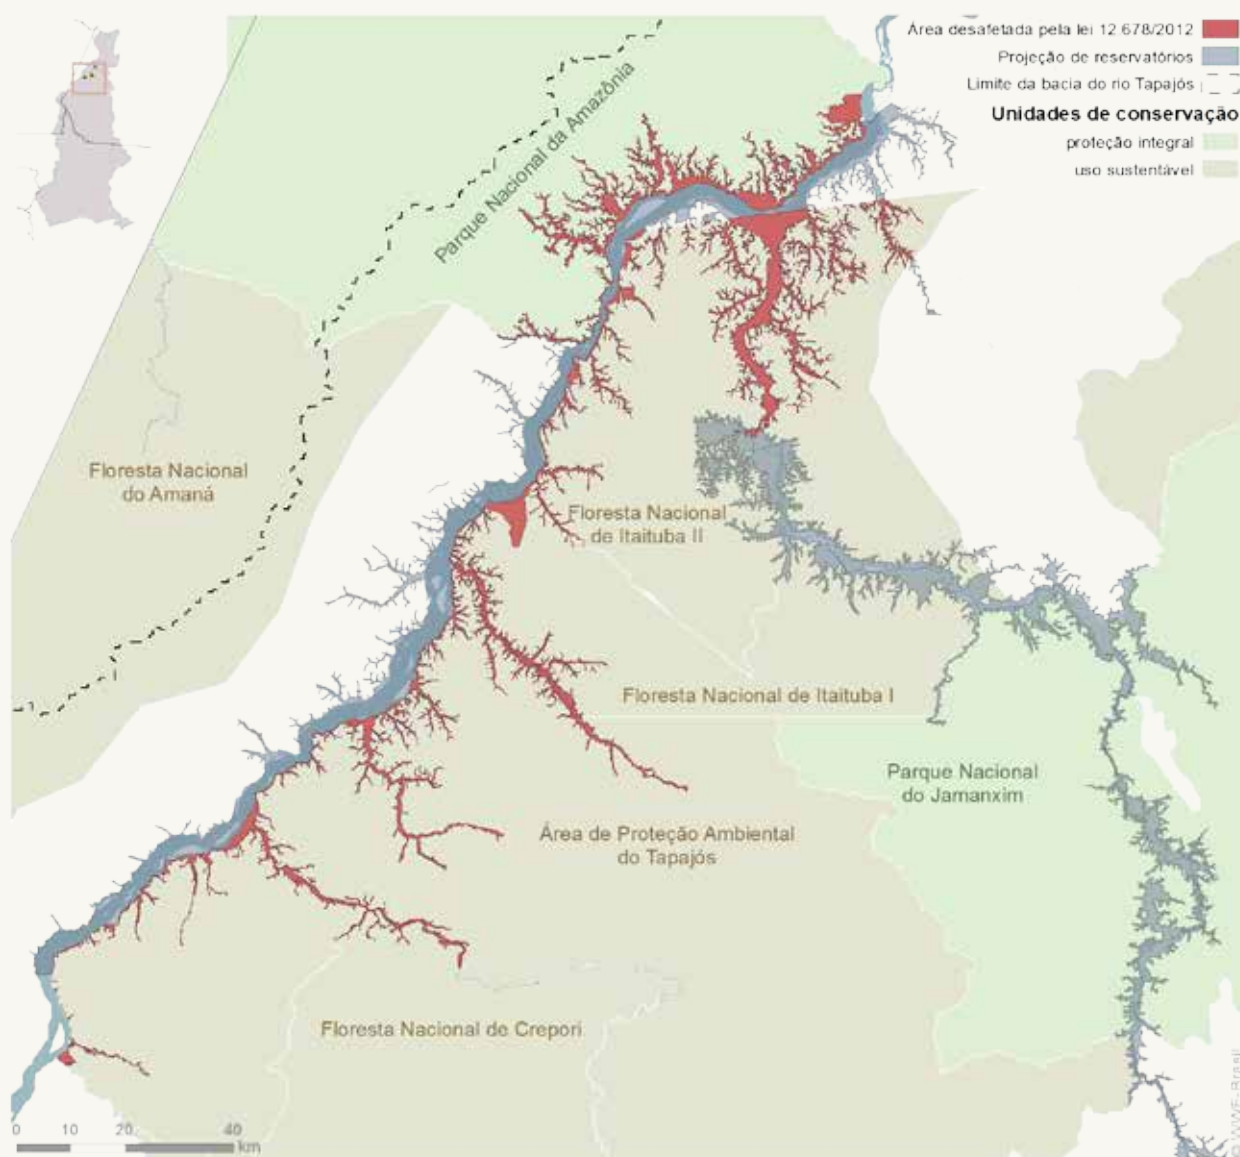 Área desafetada pela lei 12.678/2012
Projeção de reservatórios
Limite da bacia do rio Tapajós
Unidades de conservação
proteção integral
uso sustentável
Parque Nacional da Amazônia
Floresta Nacional
do Amaná
Floresta Nacional
de Itaituba II
Floresta Nacional de Itaituba I
Parque Nacional
do Jamanxim
Área de Proteção Ambiental
do Tapajós
Floresta Nacional de Crepori
0 10 20 40
km
© WWF-Brasil